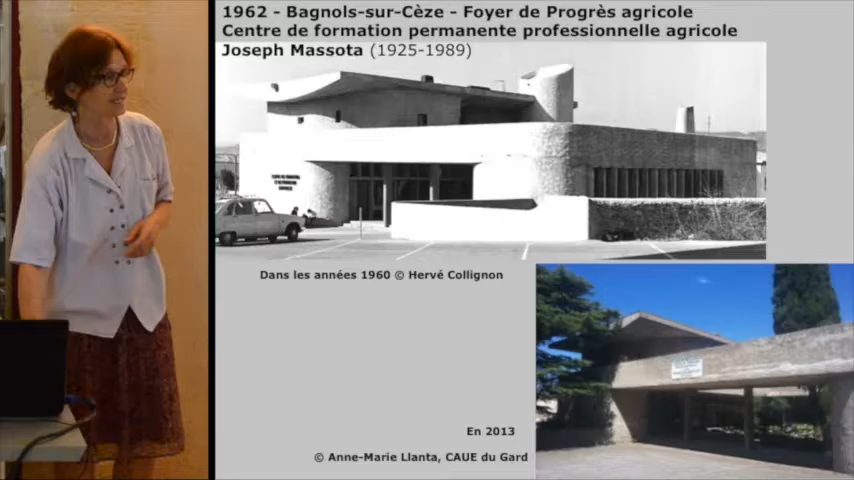 1962 - Bagnols-sur-Cèze - Foyer de Progrès agricole
Centre de formation permanente professionnelle agricole
Joseph Massota (1925-1989)
Dans les années 1960 © Hervé Collignon
En 2013
© Anne-Marie Llanta, CAUE du Gard